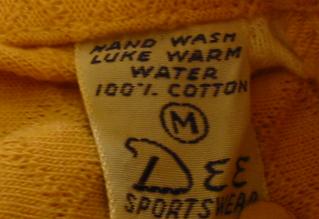 HAND WASH
LUKE WARM
WATER
100% COTTON
M
DEE
SPORTSWEAR